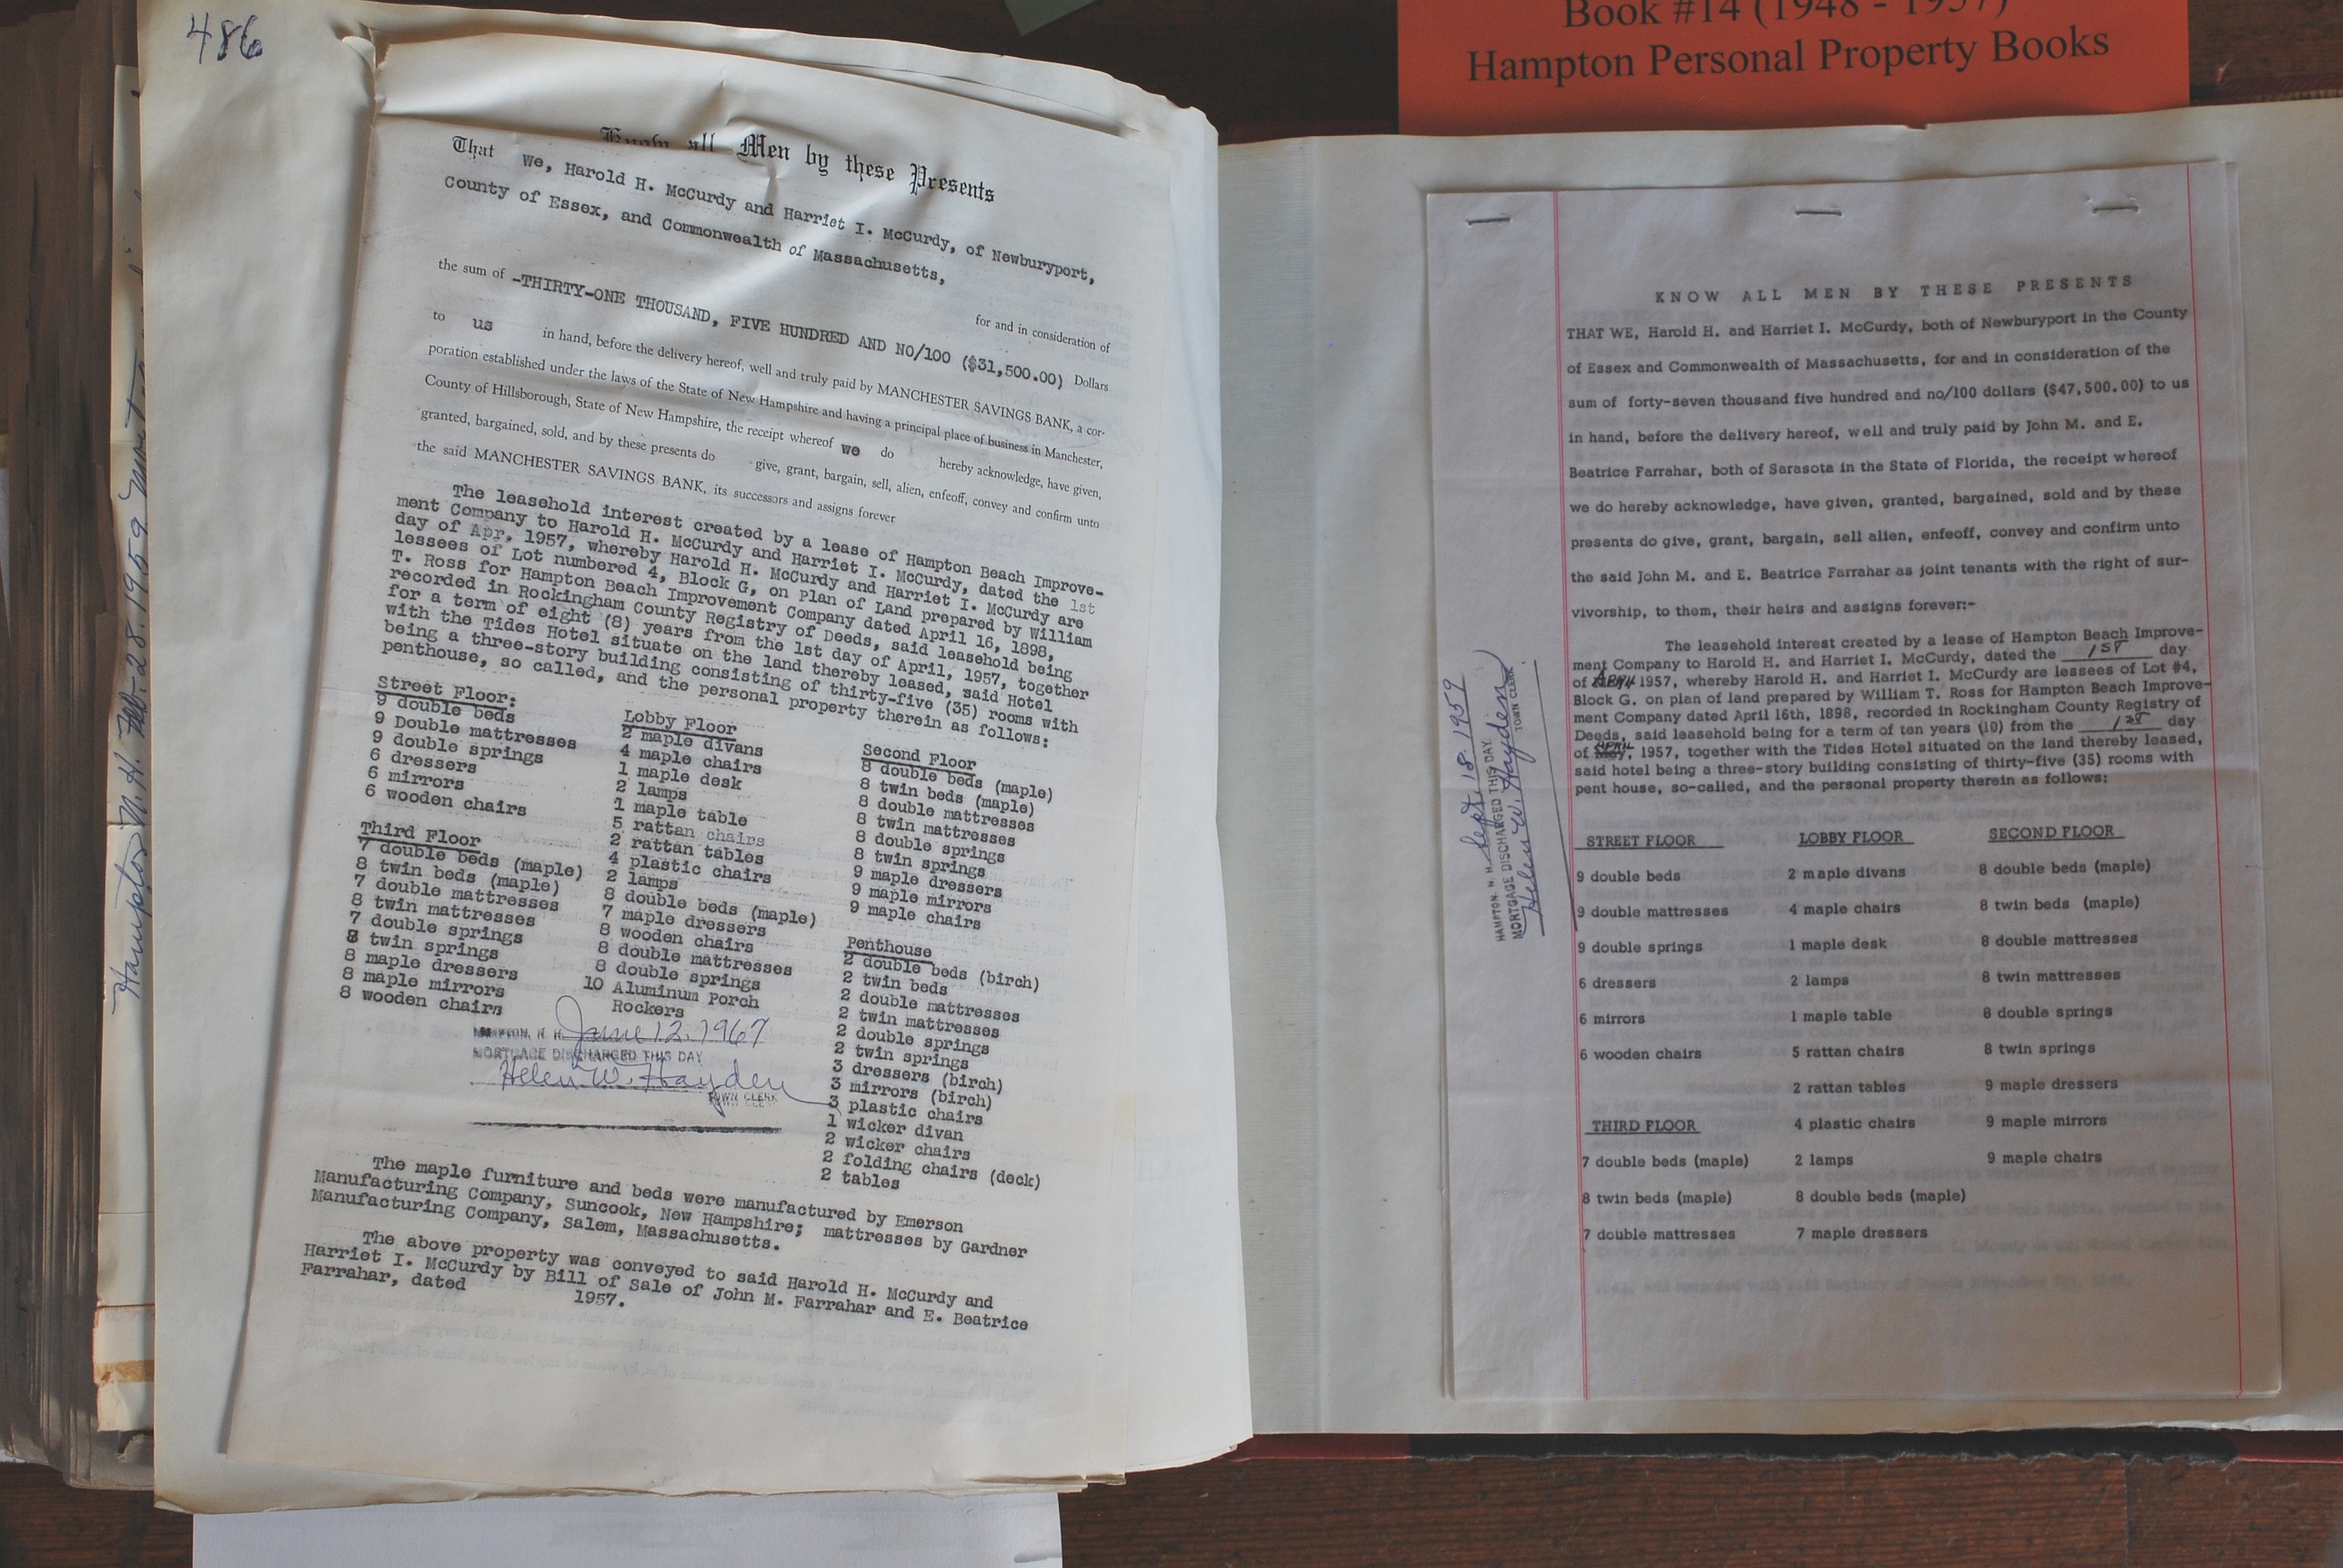 486
Book #14 (1948 - 1957)
Hampton Personal Property Books
Hampton N. H. Feb. 28. 1959
Know all Men by these Presents
That We, Harold H. McCurdy and Harriet I. McCurdy, of Newburyport,
County of Essex, and Commonwealth of Massachusetts,
for and in consideration of
the sum of -THIRTY-ONE THOUSAND, FIVE HUNDRED AND NO/100 ($31,500.00) Dollars
to us in hand, before the delivery hereof, well and truly paid by MANCHESTER SAVINGS BANK, a cor-
poration established under the laws of the State of New Hampshire and having a principal place of business in Manchester,
County of Hillsborough, State of New Hampshire, the receipt whereof we do hereby acknowledge, have given,
granted, bargained, sold, and by these presents do give, grant, bargain, sell, alien, enfeoff, convey and confirm unto
the said MANCHESTER SAVINGS BANK, its successors and assigns forever
The leasehold interest created by a lease of Hampton Beach Improve-
ment Company to Harold H. McCurdy and Harriet I. McCurdy, dated the 1st
day of Apr. 1957, whereby Harold H. McCurdy and Harriet I. McCurdy are
lessees of Lot numbered 4, Block G, on Plan of Land prepared by William
T. Ross for Hampton Beach Improvement Company dated April 16, 1898,
recorded in Rockingham County Registry of Deeds, said leasehold being
for a term of eight (8) years from the 1st day of April, 1957, together
with the Tides Hotel situate on the land thereby leased, said Hotel
being a three-story building consisting of thirty-five (35) rooms with
penthouse, so called, and the personal property therein as follows:
Street Floor:
9 double beds
9 Double mattresses
9 double springs
6 dressers
6 mirrors
6 wooden chairs
Third Floor
7 double beds (maple)
8 twin beds (maple)
7 double mattresses
8 twin mattresses
7 double springs
8 twin springs
8 maple dressers
8 maple mirrors
8 wooden chairs
Lobby Floor
2 maple divans
4 maple chairs
1 maple desk
2 lamps
1 maple table
5 rattan chairs
2 rattan tables
4 plastic chairs
2 lamps
8 double beds (maple)
7 maple dressers
8 wooden chairs
8 double mattresses
8 double springs
10 Aluminum Porch
Rockers
Second Floor
8 double beds (maple)
8 twin beds (maple)
8 double mattresses
8 twin mattresses
8 double springs
8 twin springs
9 maple dressers
9 maple mirrors
9 maple chairs
Penthouse
2 double beds (birch)
2 twin beds
2 double mattresses
2 twin mattresses
2 double springs
2 twin springs
3 dressers (birch)
3 mirrors (birch)
3 plastic chairs
1 wicker divan
2 wicker chairs
2 folding chairs (deck)
2 tables
HAMPTON, N. H. June 12, 1967
MORTGAGE DISCHARGED THIS DAY
Helen W. Hayden
TOWN CLERK
The maple furniture and beds were manufactured by Emerson
Manufacturing Company, Suncook, New Hampshire; mattresses by Gardner
Manufacturing Company, Salem, Massachusetts.
The above property was conveyed to said Harold H. McCurdy and
Harriet I. McCurdy by Bill of Sale of John M. Farrahar and E. Beatrice
Farrahar, dated 1957.
KNOW ALL MEN BY THESE PRESENTS
THAT WE, Harold H. and Harriet I. McCurdy, both of Newburyport in the County
of Essex and Commonwealth of Massachusetts, for and in consideration of the
sum of forty-seven thousand five hundred and no/100 dollars ($47,500.00) to us
in hand, before the delivery hereof, well and truly paid by John M. and E.
Beatrice Farrahar, both of Sarasota in the State of Florida, the receipt whereof
we do hereby acknowledge, have given, granted, bargained, sold and by these
presents do give, grant, bargain, sell alien, enfeoff, convey and confirm unto
the said John M. and E. Beatrice Farrahar as joint tenants with the right of sur-
vivorship, to them, their heirs and assigns forever:-
The leasehold interest created by a lease of Hampton Beach Improve-
ment Company to Harold H. and Harriet I. McCurdy, dated the 1st day
of April 1957, whereby Harold H. and Harriet I. McCurdy are lessees of Lot #4,
Block G. on plan of land prepared by William T. Ross for Hampton Beach Improve-
ment Company dated April 16th, 1898, recorded in Rockingham County Registry of
Deeds, said leasehold being for a term of ten years (10) from the 1st day
of APRIL May, 1957, together with the Tides Hotel situated on the land thereby leased,
said hotel being a three-story building consisting of thirty-five (35) rooms with
pent house, so-called, and the personal property therein as follows:
STREET FLOOR LOBBY FLOOR SECOND FLOOR
9 double beds 2 maple divans 8 double beds (maple)
9 double mattresses 4 maple chairs 8 twin beds (maple)
9 double springs 1 maple desk 8 double mattresses
6 dressers 2 lamps 8 twin mattresses
6 mirrors 1 maple table 8 double springs
6 wooden chairs 5 rattan chairs 8 twin springs
2 rattan tables 9 maple dressers
THIRD FLOOR 4 plastic chairs 9 maple mirrors
7 double beds (maple) 2 lamps 9 maple chairs
8 twin beds (maple) 8 double beds (maple)
7 double mattresses 7 maple dressers
HAMPTON, N. H. Sept. 18. 1959
MORTGAGE DISCHARGED THIS DAY
Helen W. Hayden
TOWN CLERK